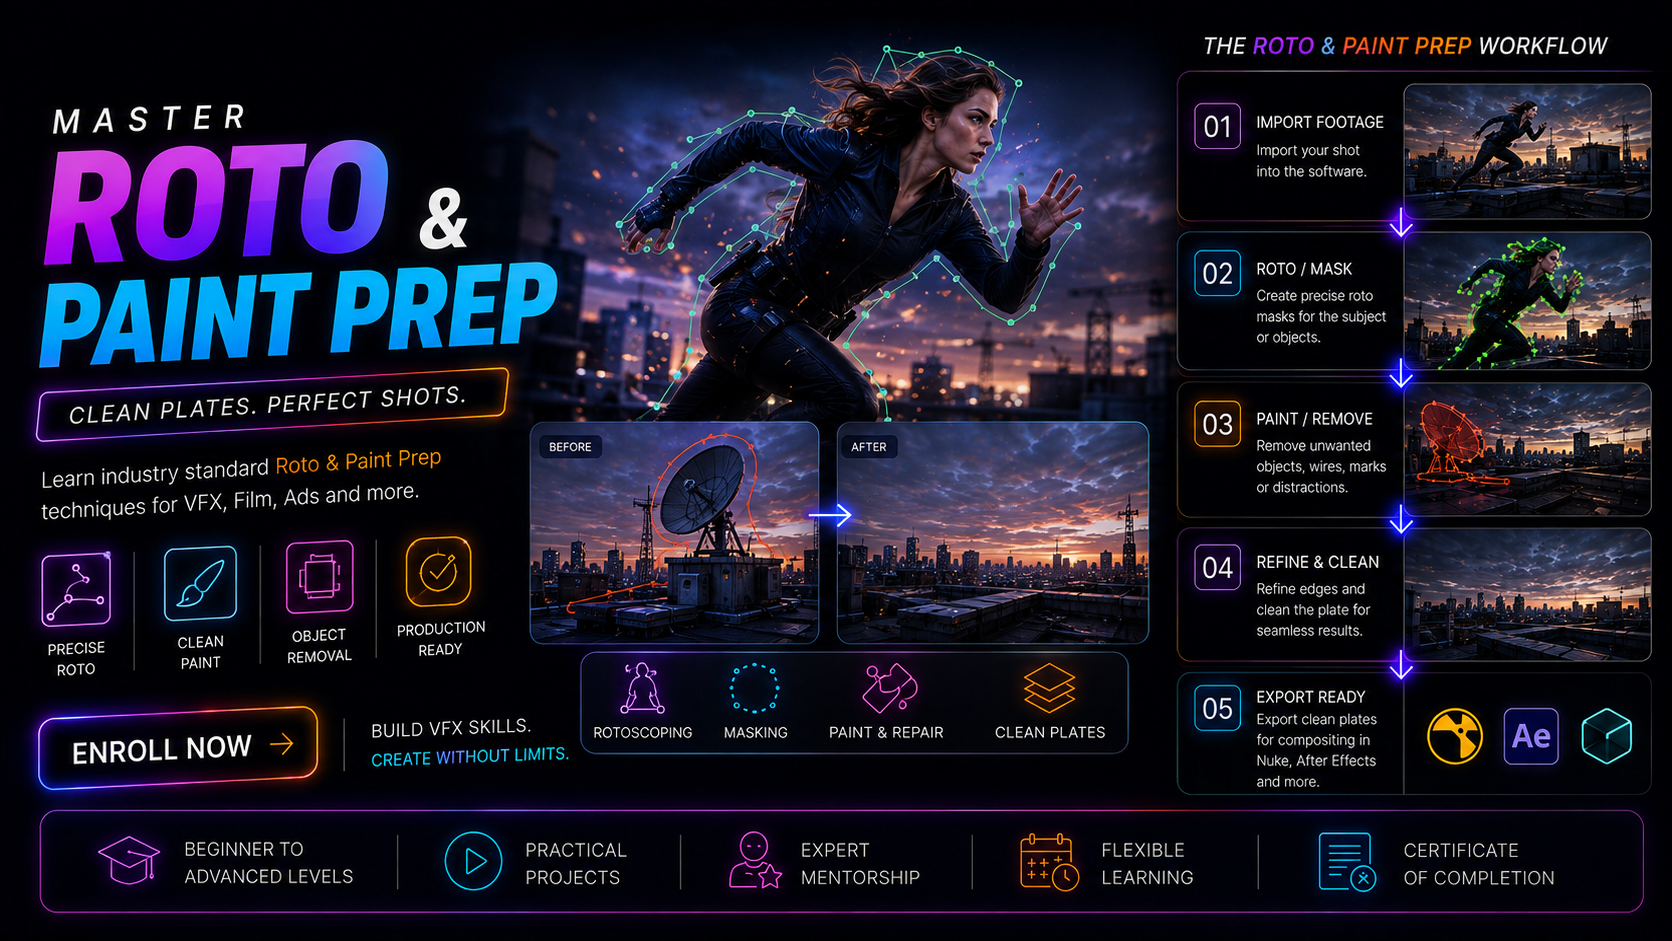 MASTER
ROTO &
PAINT PREP
CLEAN PLATES. PERFECT SHOTS.
Learn industry standard Roto & Paint Prep
techniques for VFX, Film, Ads and more.
PRECISE
ROTO
CLEAN
PAINT
OBJECT
REMOVAL
PRODUCTION
READY
ENROLL NOW
BUILD VFX SKILLS.
CREATE WITHOUT LIMITS.
BEFORE
AFTER
ROTOSCOPING
MASKING
PAINT & REPAIR
CLEAN PLATES
THE ROTO & PAINT PREP WORKFLOW
01
IMPORT FOOTAGE
Import your shot
into the software.
02
ROTO / MASK
Create precise roto
masks for the subject
or objects.
03
PAINT / REMOVE
Remove unwanted
objects, wires, marks
or distractions.
04
REFINE & CLEAN
Refine edges and
clean the plate for
seamless results.
05
EXPORT READY
Export clean plates
for compositing in
Nuke, After Effects
and more.
Ae
BEGINNER TO
ADVANCED LEVELS
PRACTICAL
PROJECTS
EXPERT
MENTORSHIP
FLEXIBLE
LEARNING
CERTIFICATE
OF COMPLETION